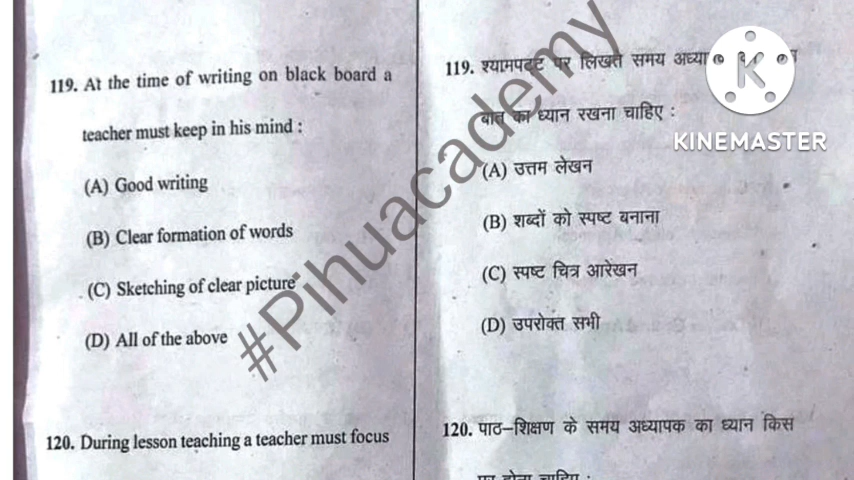 119. At the time of writing on black board a
teacher must keep in his mind :
(A) Good writing
(B) Clear formation of words
(C) Sketching of clear picture
(D) All of the above
120. During lesson teaching a teacher must focus
119. श्यामपट्ट पर लिखते समय
बात का ध्यान रखना चाहिए :
(A) उत्तम लेखन
(B) शब्दों को स्पष्ट बनाना
(C) स्पष्ट चित्र आरेखन
(D) उपरोक्त सभी
120. पाठ-शिक्षण के समय अध्यापक का ध्यान किस
#Pihuacademy
K
KINEMASTER